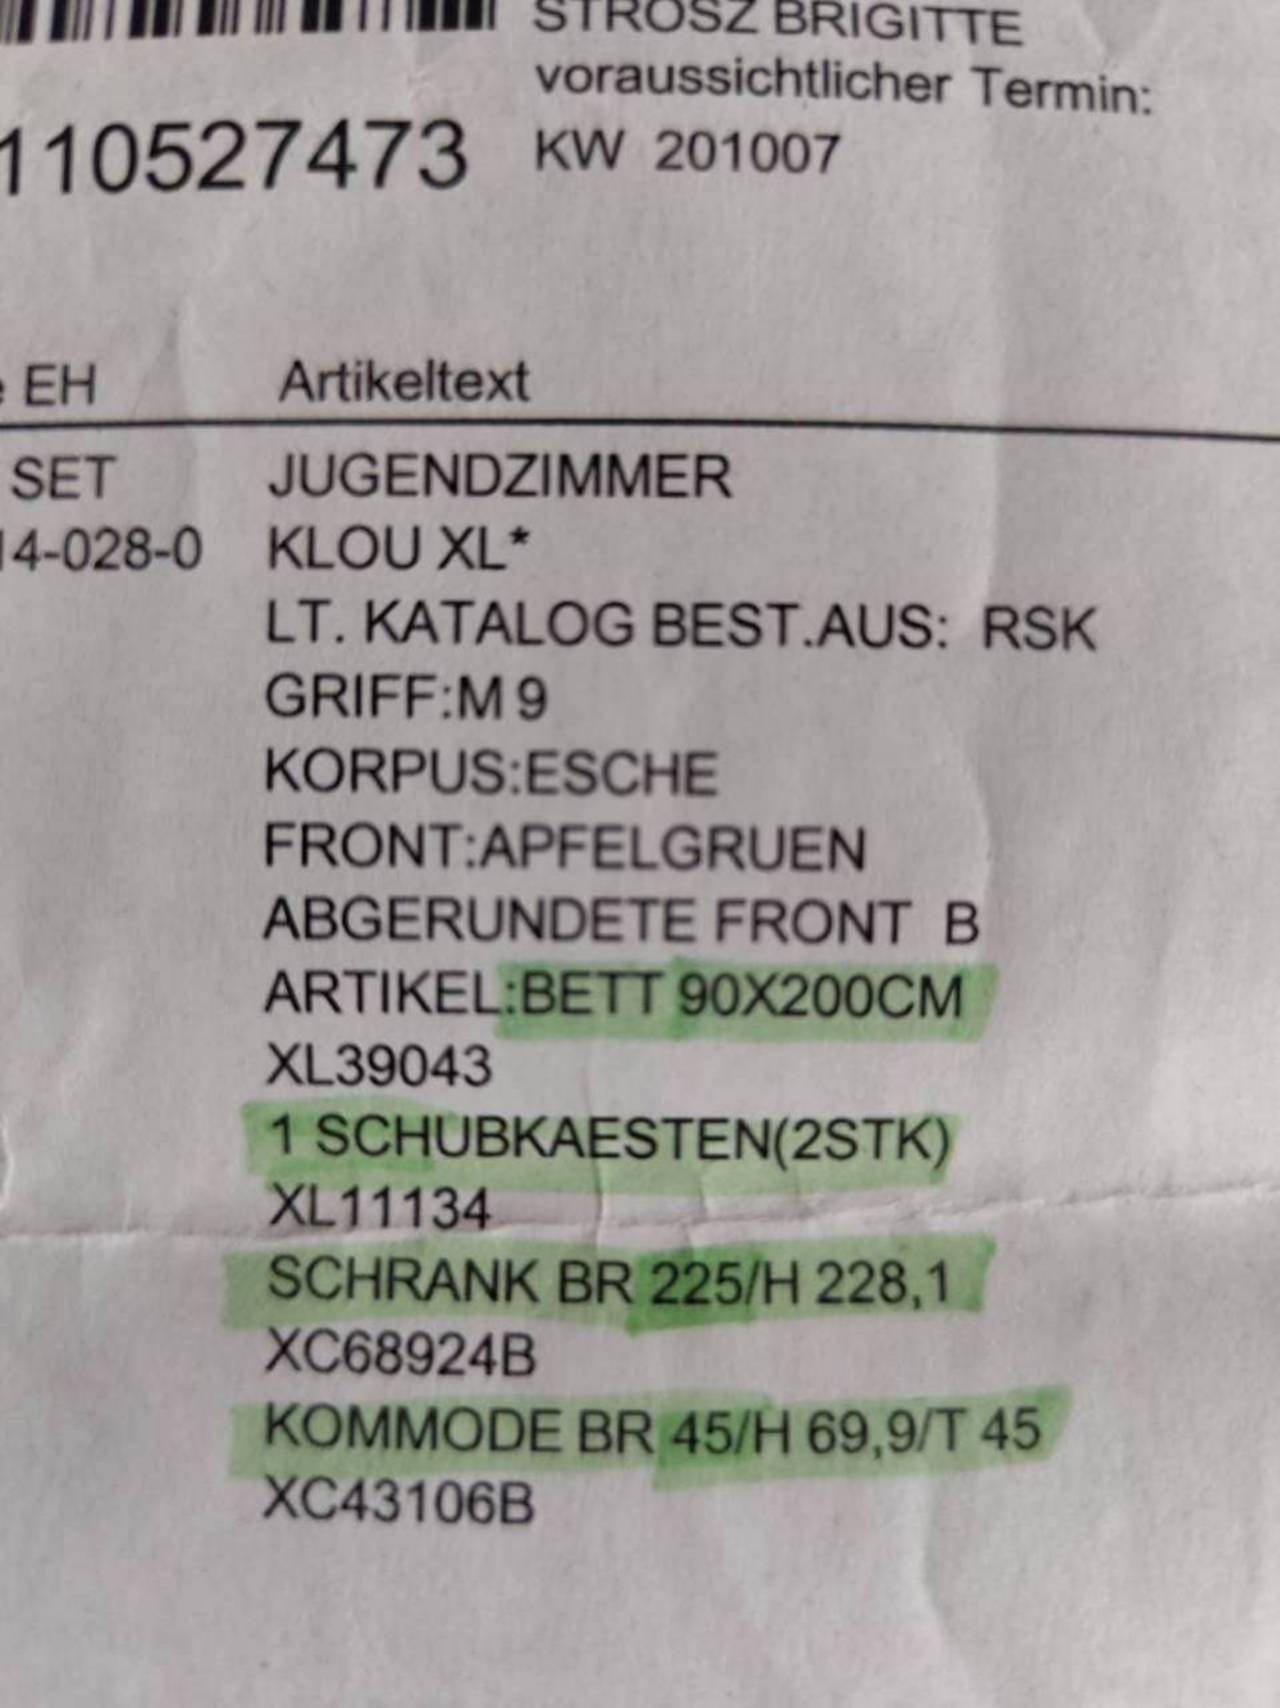 STROSZ BRIGITTE
voraussichtlicher Termin:
110527473 KW 201007
EH Artikeltext
SET JUGENDZIMMER
14-028-0 KLOU XL*
LT. KATALOG BEST.AUS: RSK
GRIFF:M 9
KORPUS:ESCHE
FRONT:APFELGRUEN
ABGERUNDETE FRONT B
ARTIKEL:BETT 90X200CM
XL39043
1 SCHUBKAESTEN(2STK)
XL11134
SCHRANK BR 225/H 228,1
XC68924B
KOMMODE BR 45/H 69,9/T 45
XC43106B